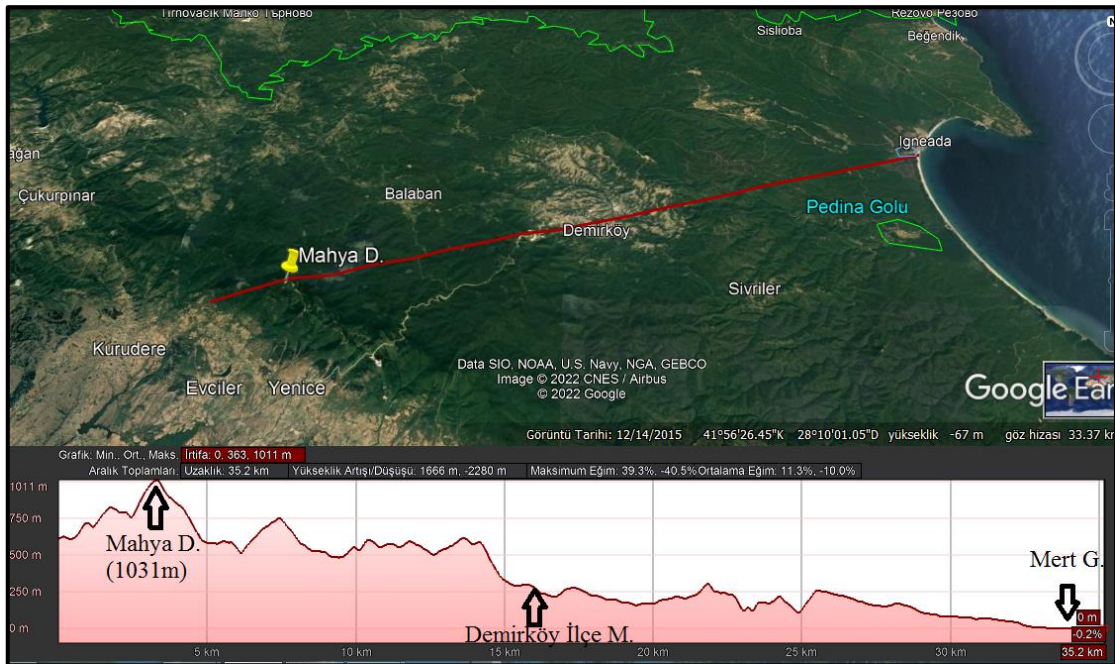 Tırnovacık Малко Търново
Rezovo Резово
Sislioba
Beğendik
Igneada
ağan
Çukurpınar
Balaban
Pedina Golu
Demirköy
Mahya D.
Sivriler
Kurudere
Evciler
Yenice
Data SIO, NOAA, U.S. Navy, NGA, GEBCO
Image © 2022 CNES / Airbus
© 2022 Google
Google Ear
Görüntü Tarihi: 12/14/2015 41°56'26.45"K 28°10'01.05"D yükseklik -67 m göz hizası 33.37 km
Grafik: Min., Ort., Maks. İrtifa: 0, 363, 1011 m
Aralık Toplamları: Uzaklık: 35.2 km Yükseklik Artışı/Düşüşü: 1666 m, -2280 m Maksimum Eğim: 39.3%, -40.5% Ortalama Eğim: 11.3%, -10.0%
1011 m
750 m
500 m
250 m
0 m
Mahya D.
(1031m)
Demirköy İlçe M.
Mert G.
0 m
-0.2%
5 km 10 km 15 km 20 km 25 km 30 km 35.2 km